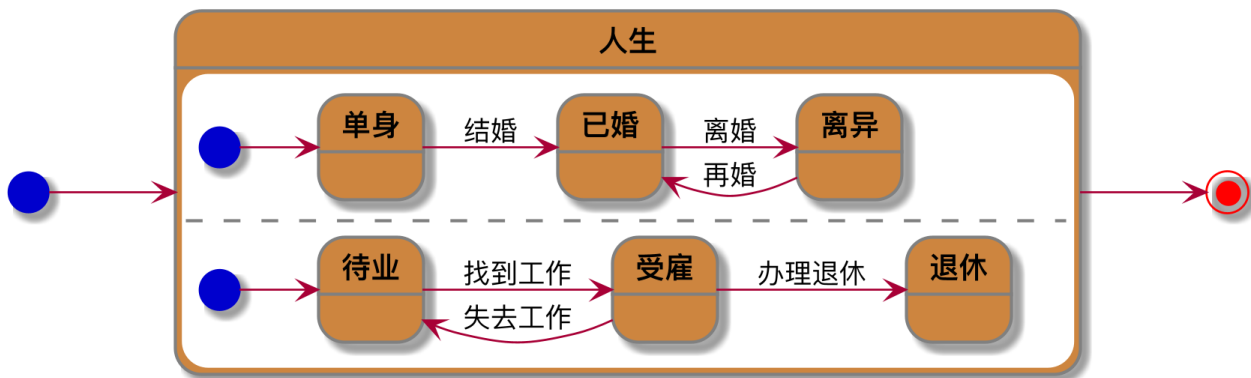 人生
单身
结婚
已婚
离婚
离异
再婚
待业
找到工作
受雇
办理退休
退休
失去工作